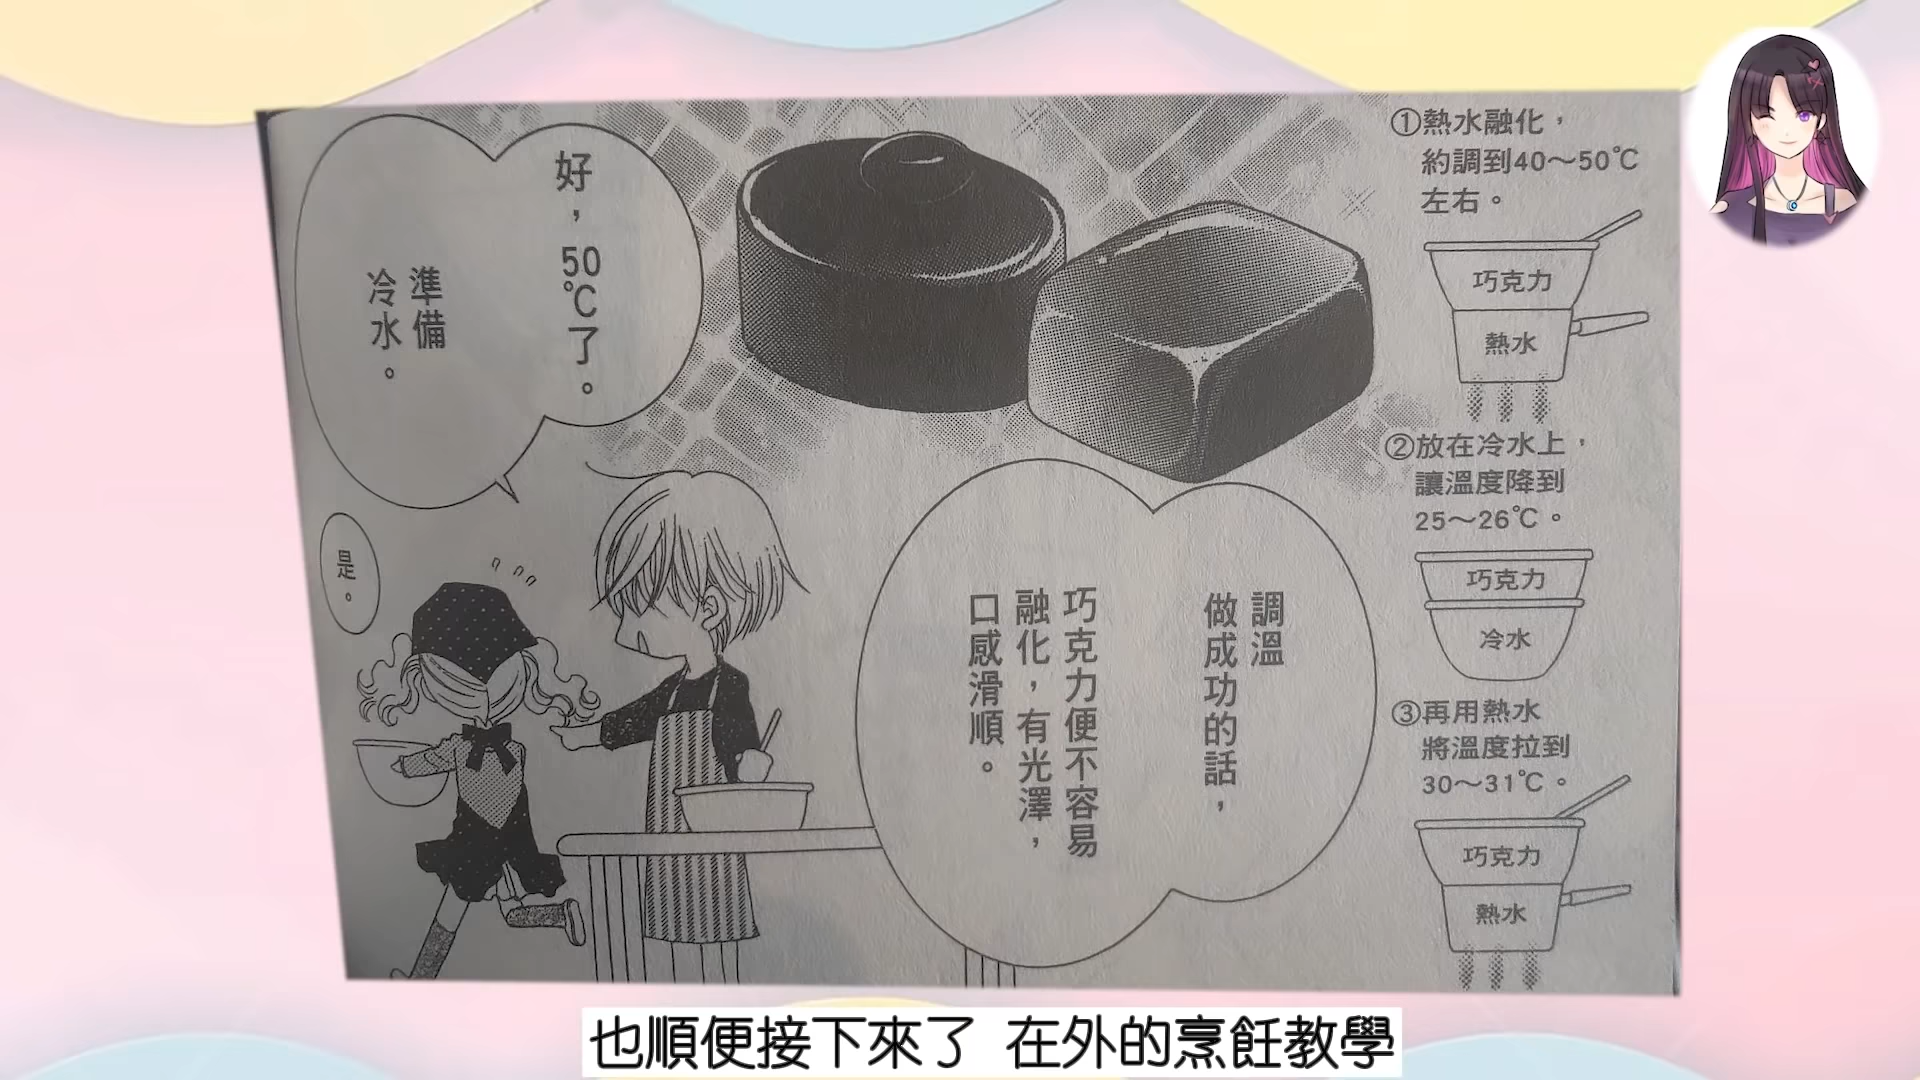 ①熱水融化，
約調到40～50℃
左右。
巧克力
熱水
②放在冷水上，
讓溫度降到
25～26℃。
巧克力
冷水
③再用熱水
將溫度拉到
30～31℃。
巧克力
熱水
調溫
做成功的話，
巧克力便不容易
融化，有光澤，
口感滑順。
好，50℃了。
準備
冷水。
是。
也順便接下來了 在外的烹飪教學